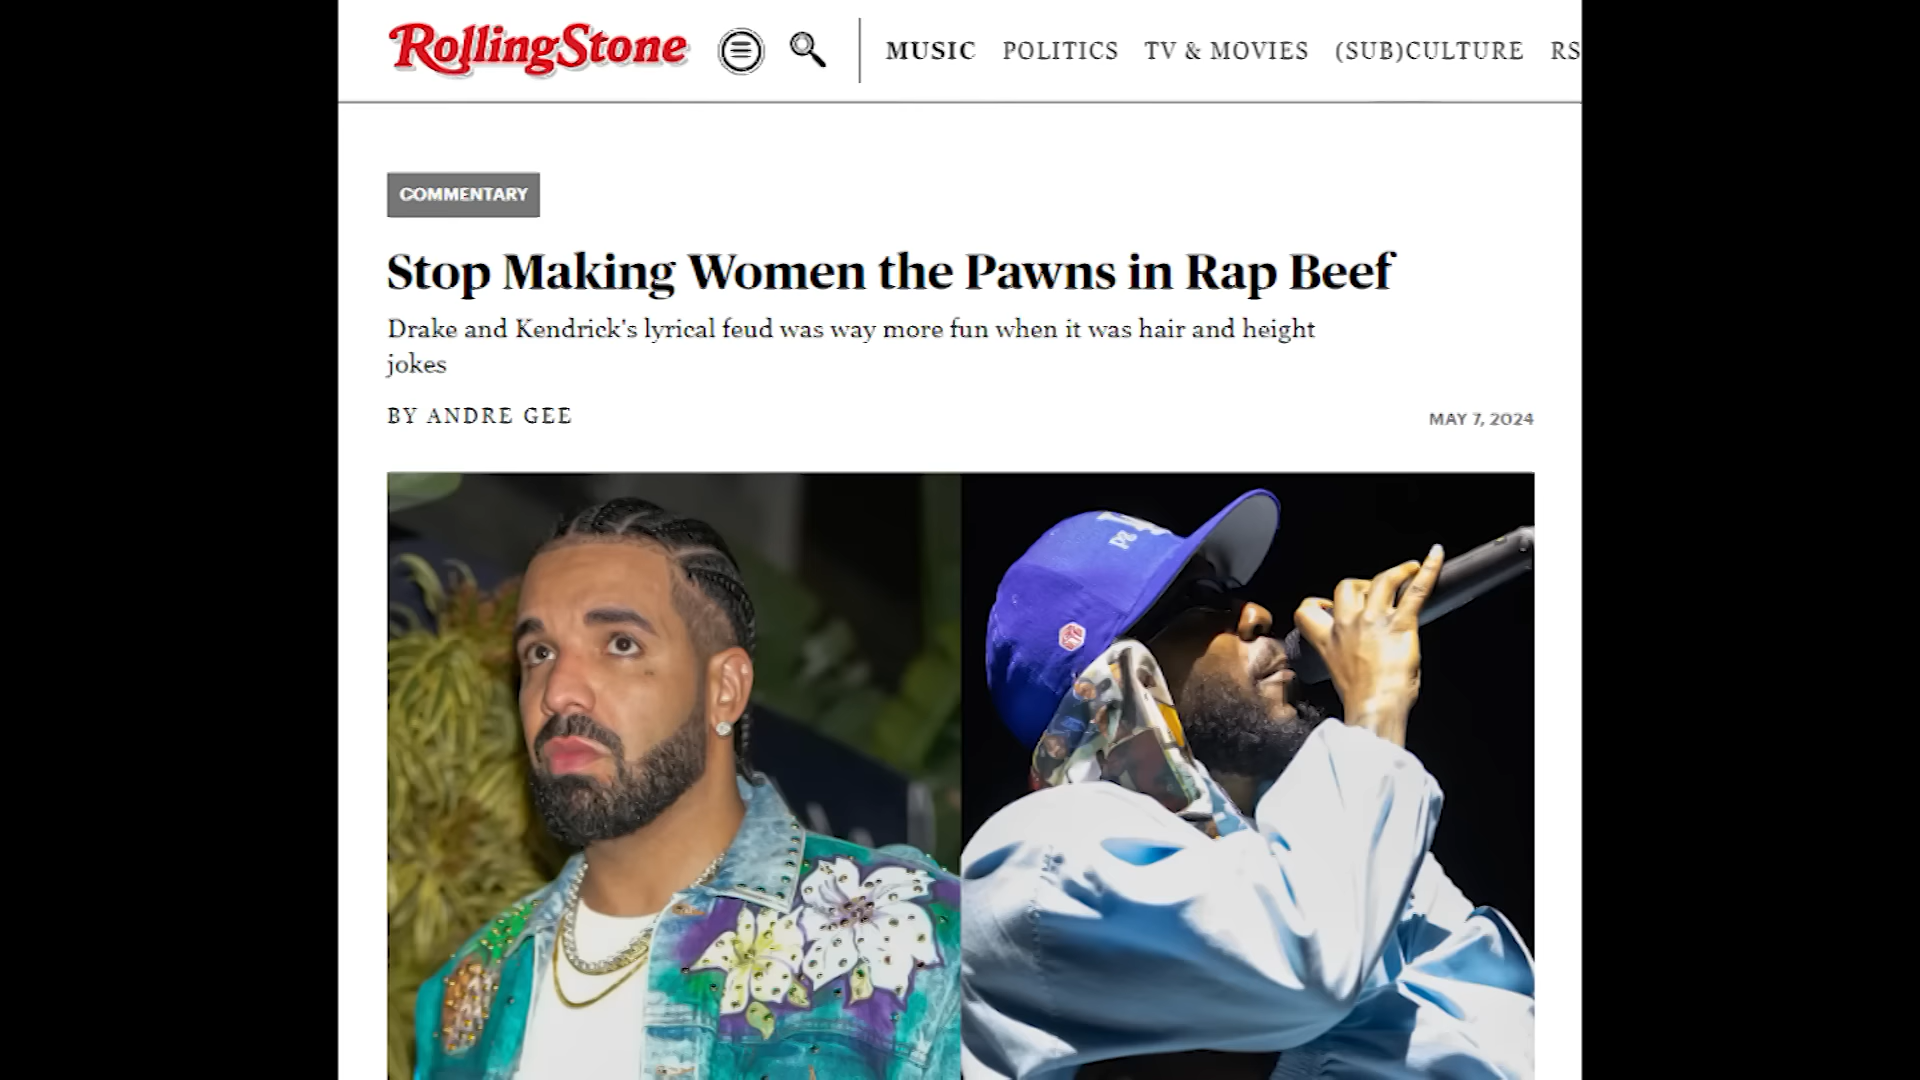 RollingStone MUSIC POLITICS TV & MOVIES (SUB)CULTURE RS
COMMENTARY
Stop Making Women the Pawns in Rap Beef
Drake and Kendrick's lyrical feud was way more fun when it was hair and height
jokes
BY ANDRE GEE MAY 7, 2024